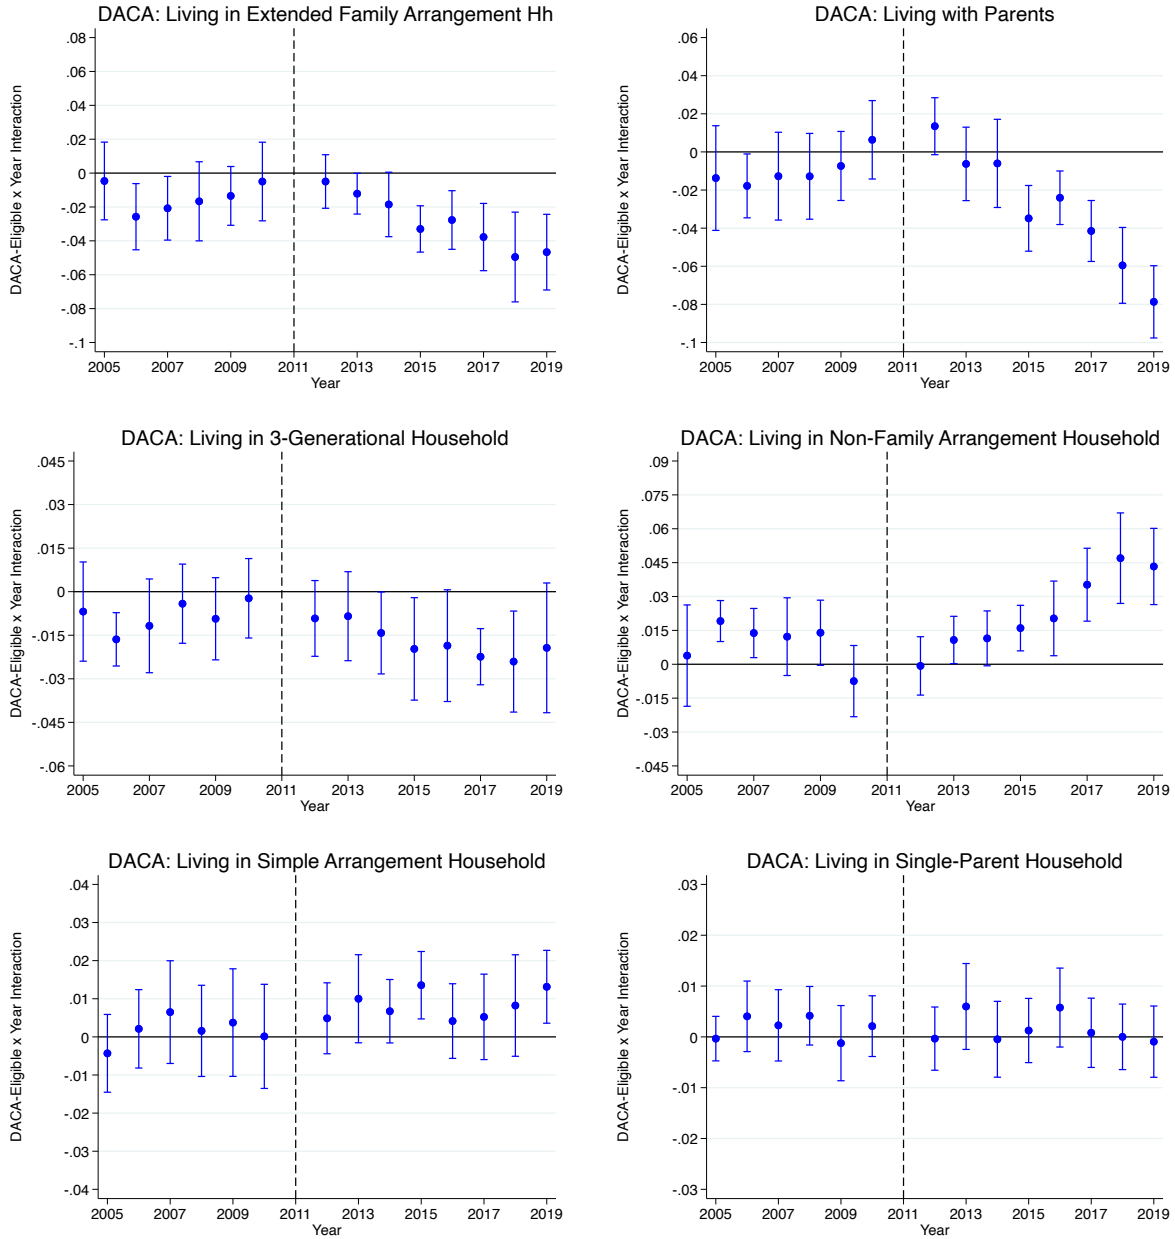 DACA: Living in Extended Family Arrangement Hh
DACA-Eligible x Year Interaction
.08
.06
.04
.02
0
-.02
-.04
-.06
-.08
-.1
2005 2007 2009 2011 2013 2015 2017 2019
Year
DACA: Living with Parents
DACA-Eligible x Year Interaction
.06
.04
.02
0
-.02
-.04
-.06
-.08
-.1
2005 2007 2009 2011 2013 2015 2017 2019
Year
DACA: Living in 3-Generational Household
DACA-Eligible x Year Interaction
.045
.03
.015
0
-.015
-.03
-.045
-.06
2005 2007 2009 2011 2013 2015 2017 2019
Year
DACA: Living in Non-Family Arrangement Household
DACA-Eligible x Year Interaction
.09
.075
.06
.045
.03
.015
0
-.015
-.03
-.045
2005 2007 2009 2011 2013 2015 2017 2019
Year
DACA: Living in Simple Arrangement Household
DACA-Eligible x Year Interaction
.04
.03
.02
.01
0
-.01
-.02
-.03
-.04
2005 2007 2009 2011 2013 2015 2017 2019
Year
DACA: Living in Single-Parent Household
DACA-Eligible x Year Interaction
.03
.02
.01
0
-.01
-.02
-.03
2005 2007 2009 2011 2013 2015 2017 2019
Year